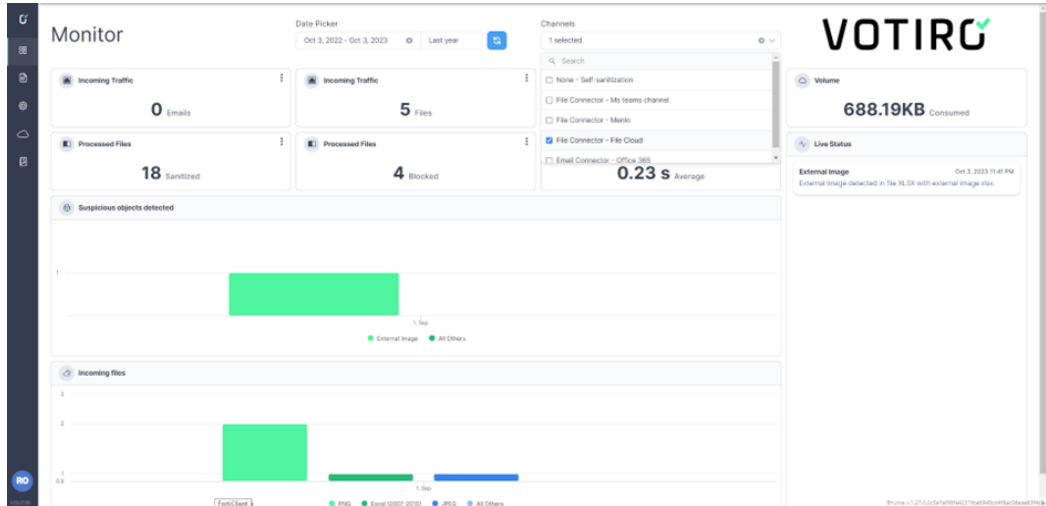 Monitor
Date Picker
Oct 3, 2022 - Oct 3, 2023
Last year
Channels
1 selected
VOTIRO
Search
None - Self-sanitization
File Connector - Ms teams channel
File Connector - Menlo
File Connector - File Cloud
Email Connector - Office 365
Incoming Traffic
0 Emails
Incoming Traffic
5 Files
Volume
688.19KB Consumed
Processed Files
18 Sanitized
Processed Files
4 Blocked
0.23 s Average
Live Status
External Image
Oct 3, 2023 11:41 PM
External Image detected in file XLSX with external image.xlsx.
Suspicious objects detected
1
1. Sep
External Image
All Others
Incoming files
3
2
1
0.9
1. Sep
PNG
Excel (2007-2010)
JPEG
All Others
FortiClient
RO